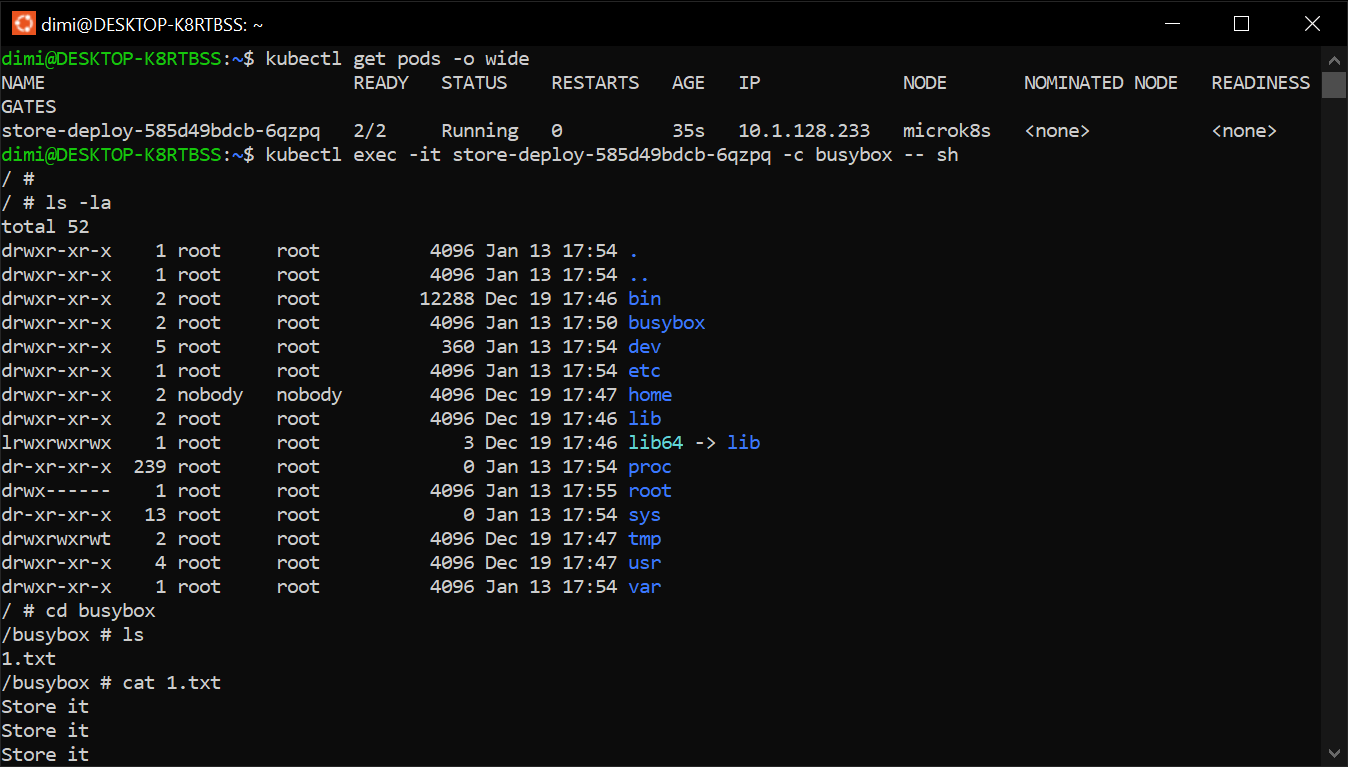 dimi@DESKTOP-K8RTBSS: ~
dimi@DESKTOP-K8RTBSS:~$ kubectl get pods -o wide
NAME                            READY   STATUS    RESTARTS   AGE   IP             NODE       NOMINATED NODE   READINESS
GATES
store-deploy-585d49bdcb-6qzpq   2/2     Running   0          35s   10.1.128.233   microk8s   <none>           <none>
dimi@DESKTOP-K8RTBSS:~$ kubectl exec -it store-deploy-585d49bdcb-6qzpq -c busybox -- sh
/ #
/ # ls -la
total 52
drwxr-xr-x    1 root     root          4096 Jan 13 17:54 .
drwxr-xr-x    1 root     root          4096 Jan 13 17:54 ..
drwxr-xr-x    2 root     root         12288 Dec 19 17:46 bin
drwxr-xr-x    2 root     root          4096 Jan 13 17:50 busybox
drwxr-xr-x    5 root     root           360 Jan 13 17:54 dev
drwxr-xr-x    1 root     root          4096 Jan 13 17:54 etc
drwxr-xr-x    2 nobody   nobody        4096 Dec 19 17:47 home
drwxr-xr-x    2 root     root          4096 Dec 19 17:46 lib
lrwxrwxrwx    1 root     root             3 Dec 19 17:46 lib64 -> lib
dr-xr-xr-x  239 root     root             0 Jan 13 17:54 proc
drwx------    1 root     root          4096 Jan 13 17:55 root
dr-xr-xr-x   13 root     root             0 Jan 13 17:54 sys
drwxrwxrwt    2 root     root          4096 Dec 19 17:47 tmp
drwxr-xr-x    4 root     root          4096 Dec 19 17:47 usr
drwxr-xr-x    1 root     root          4096 Jan 13 17:54 var
/ # cd busybox
/busybox # ls
1.txt
/busybox # cat 1.txt
Store it
Store it
Store it